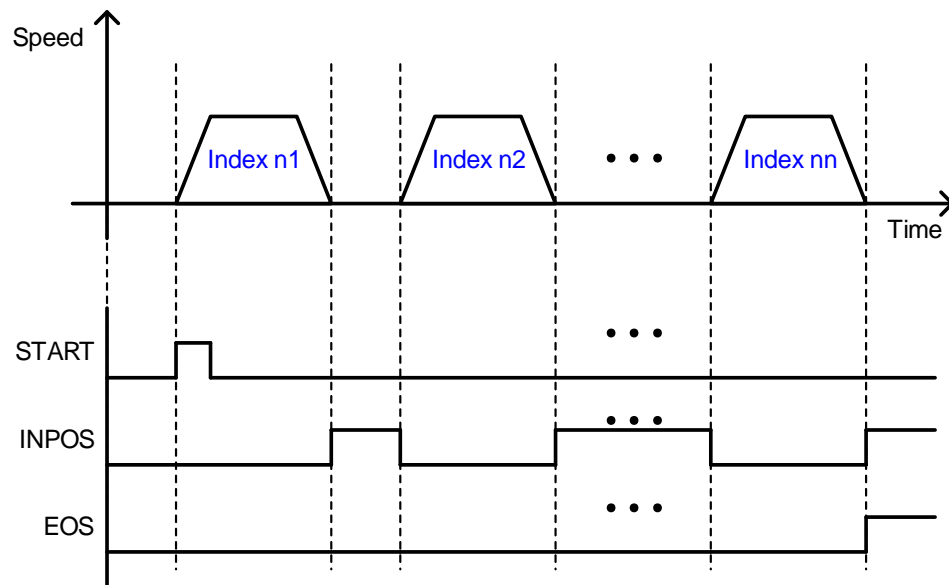 Speed
Index n1
Index n2
• • •
Index nn
Time
• • •
START
• • •
INPOS
• • •
EOS